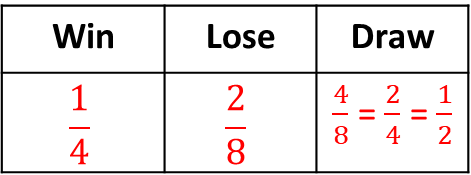 Win Lose Draw
1/4 2/8 4/8 = 2/4 = 1/2